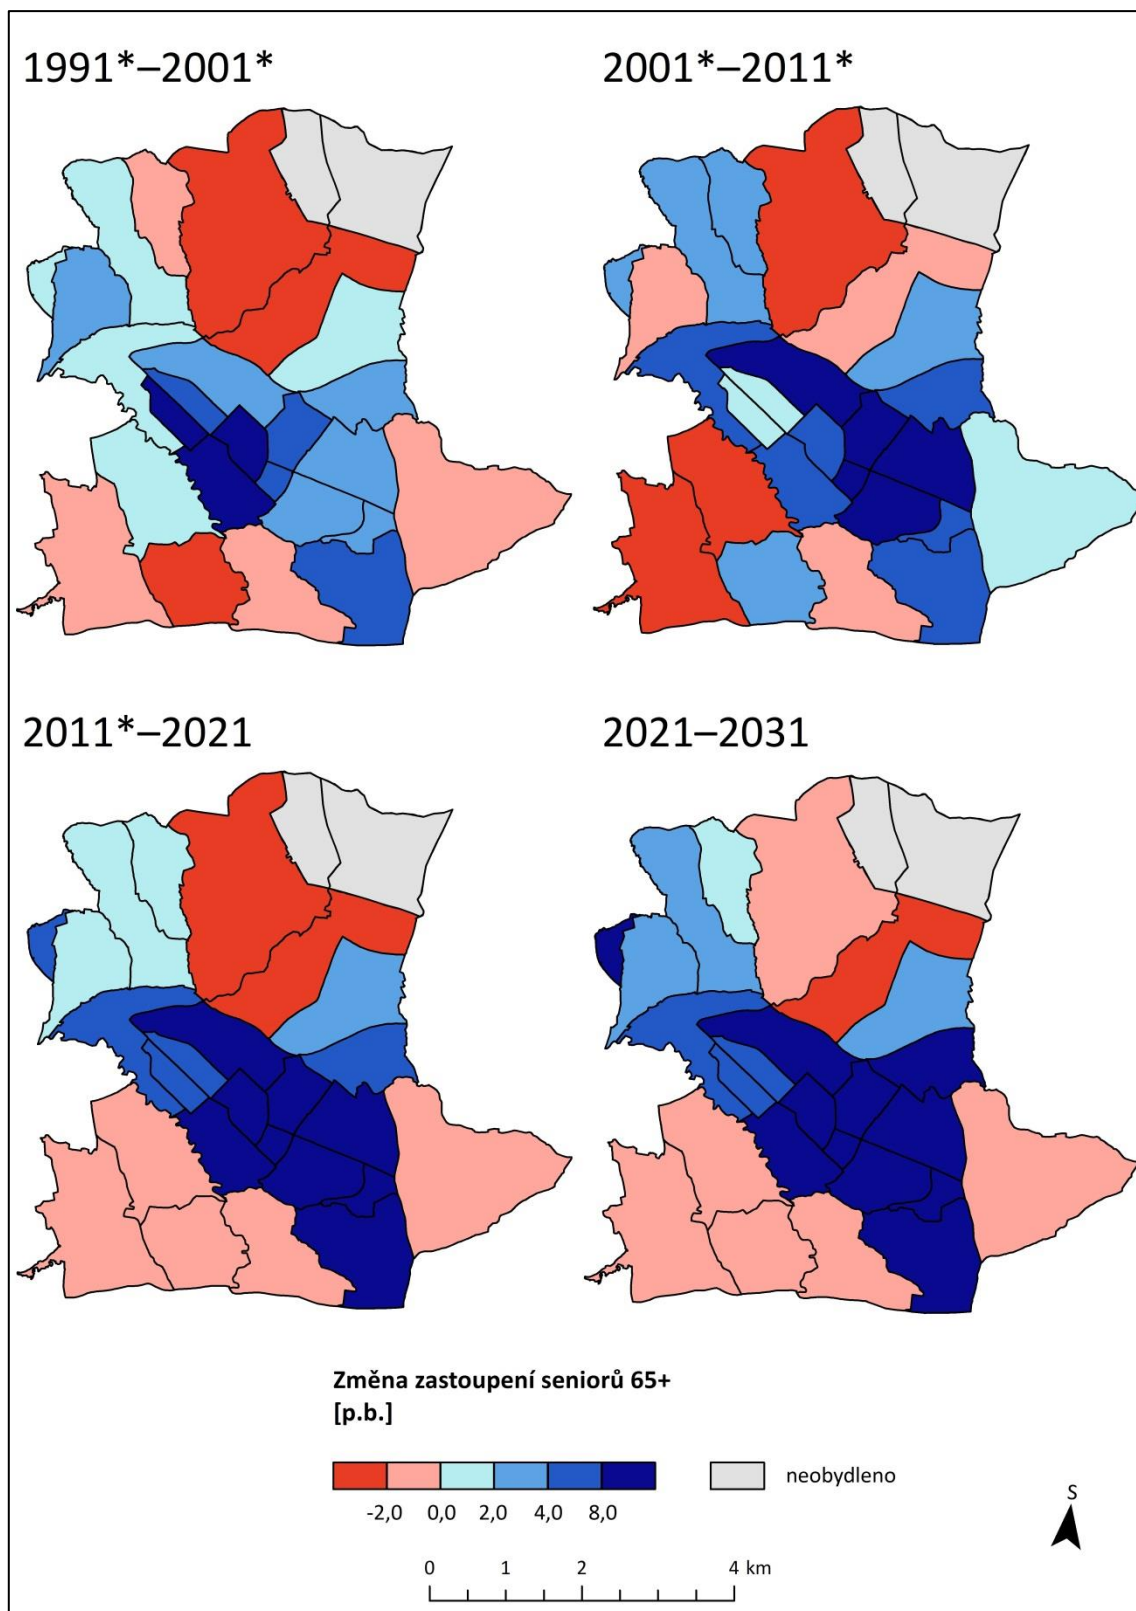 1991*–2001*
2001*–2011*
2011*–2021
2021–2031
Změna zastoupení seniorů 65+
[p.b.]
-2,0 0,0 2,0 4,0 8,0
neobydleno
S
0 1 2 4 km